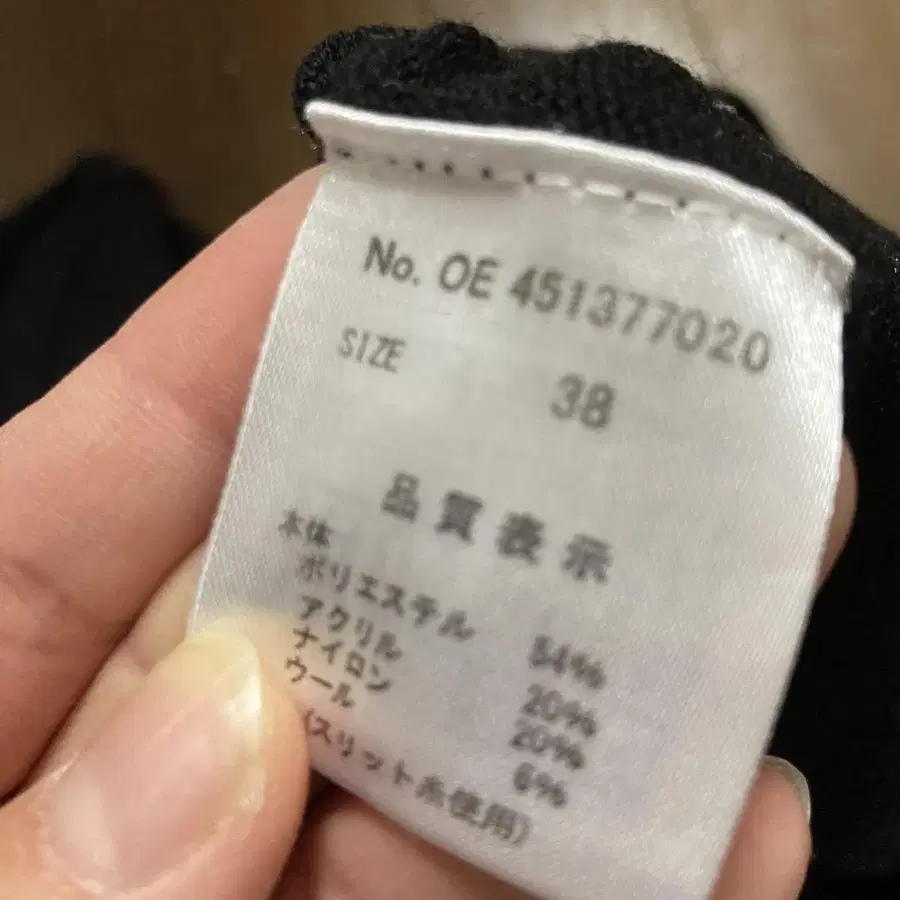 No. OE 451377020
SIZE 38
品質表示
本体
ポリエステル 54%
アクリル 20%
ナイロン 20%
ウール 6%
(スリット糸使用)